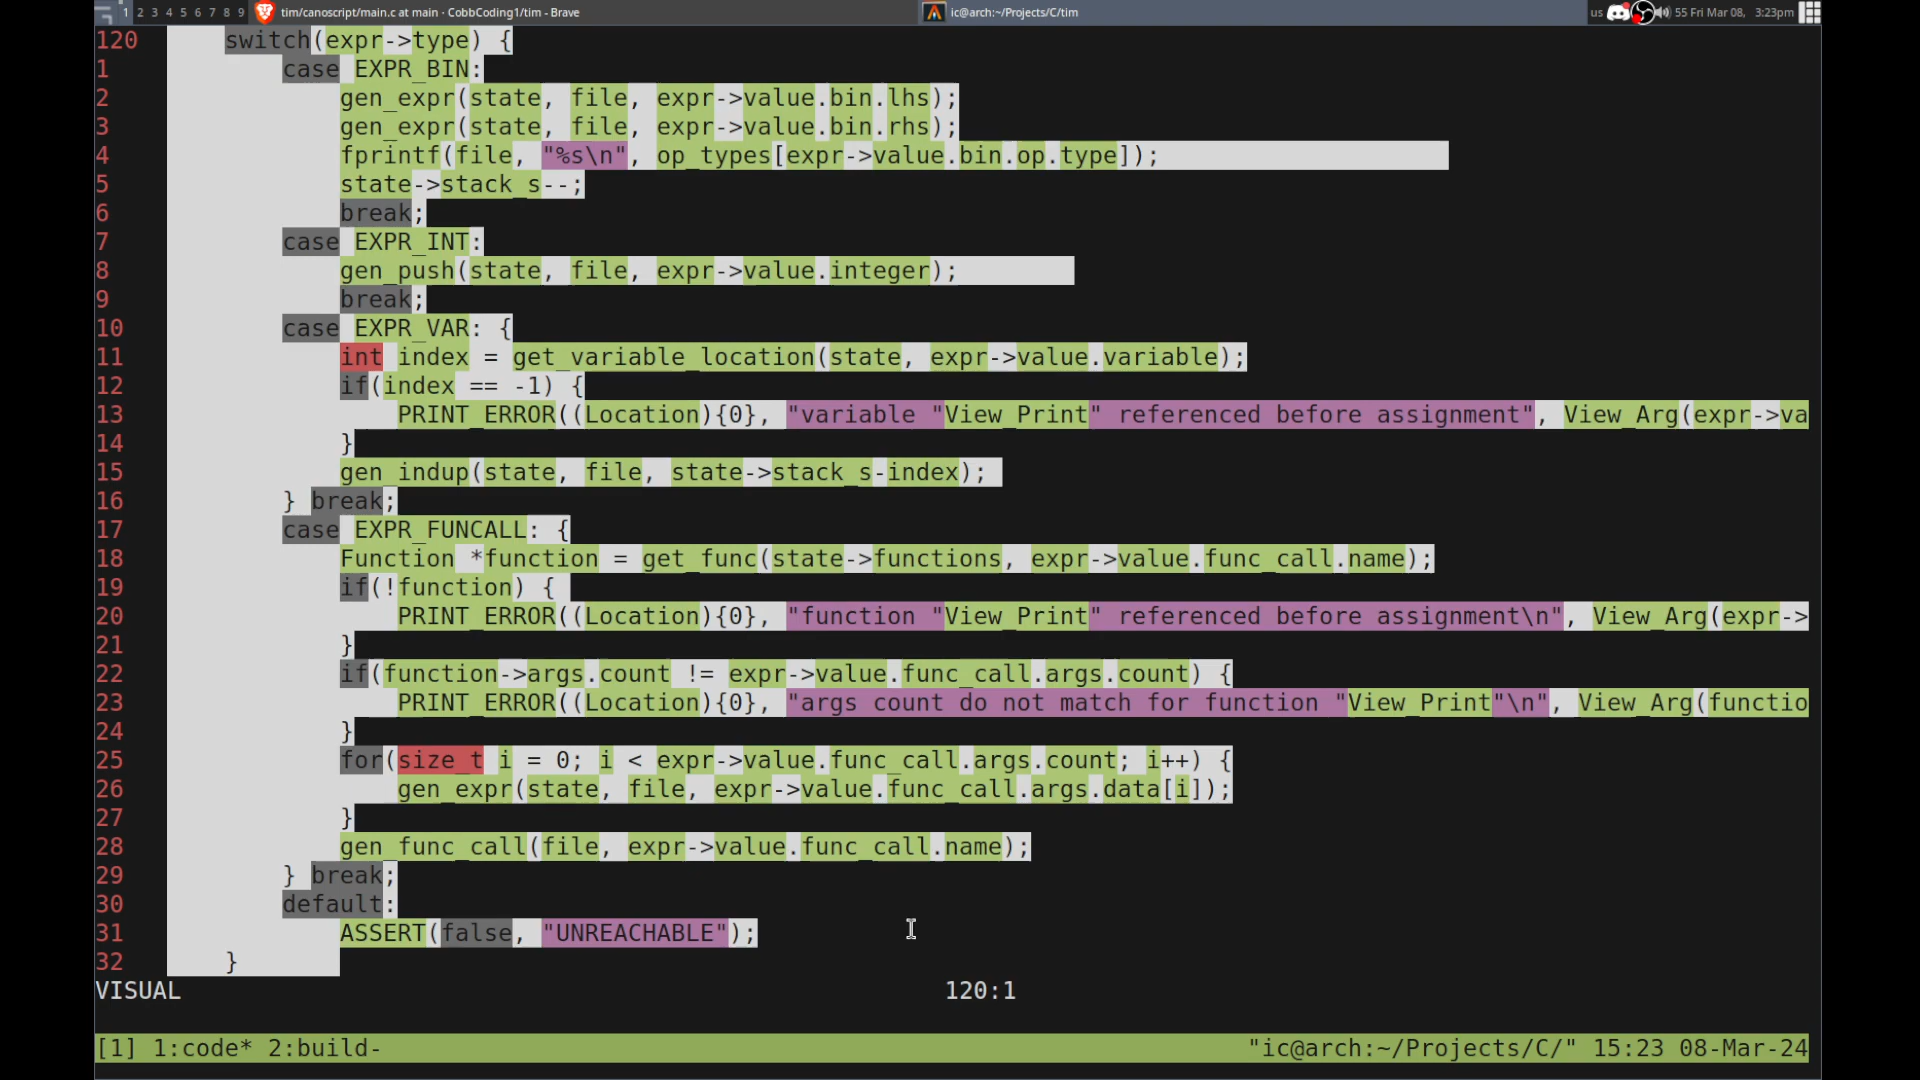 1 2 3 4 5 6 7 8 9 tim/canoscript/main.c at main · CobbCoding1/tim - Brave ic@arch:~/Projects/C/tim us 55 Fri Mar 08, 3:23pm
120 switch(expr->type) {
1 case EXPR_BIN:
2 gen_expr(state, file, expr->value.bin.lhs);
3 gen_expr(state, file, expr->value.bin.rhs);
4 fprintf(file, "%s\n", op_types[expr->value.bin.op.type]);
5 state->stack_s--;
6 break;
7 case EXPR_INT:
8 gen_push(state, file, expr->value.integer);
9 break;
10 case EXPR_VAR: {
11 int index = get_variable_location(state, expr->value.variable);
12 if(index == -1) {
13 PRINT_ERROR((Location){0}, "variable "View_Print" referenced before assignment", View_Arg(expr->va
14 }
15 gen_indup(state, file, state->stack_s-index);
16 } break;
17 case EXPR_FUNCALL: {
18 Function *function = get_func(state->functions, expr->value.func_call.name);
19 if(!function) {
20 PRINT_ERROR((Location){0}, "function "View_Print" referenced before assignment\n", View_Arg(expr->
21 }
22 if(function->args.count != expr->value.func_call.args.count) {
23 PRINT_ERROR((Location){0}, "args count do not match for function "View_Print"\n", View_Arg(functio
24 }
25 for(size_t i = 0; i < expr->value.func_call.args.count; i++) {
26 gen_expr(state, file, expr->value.func_call.args.data[i]);
27 }
28 gen_func_call(file, expr->value.func_call.name);
29 } break;
30 default:
31 ASSERT(false, "UNREACHABLE");
32 }
VISUAL 120:1
[1] 1:code* 2:build- "ic@arch:~/Projects/C/" 15:23 08-Mar-24